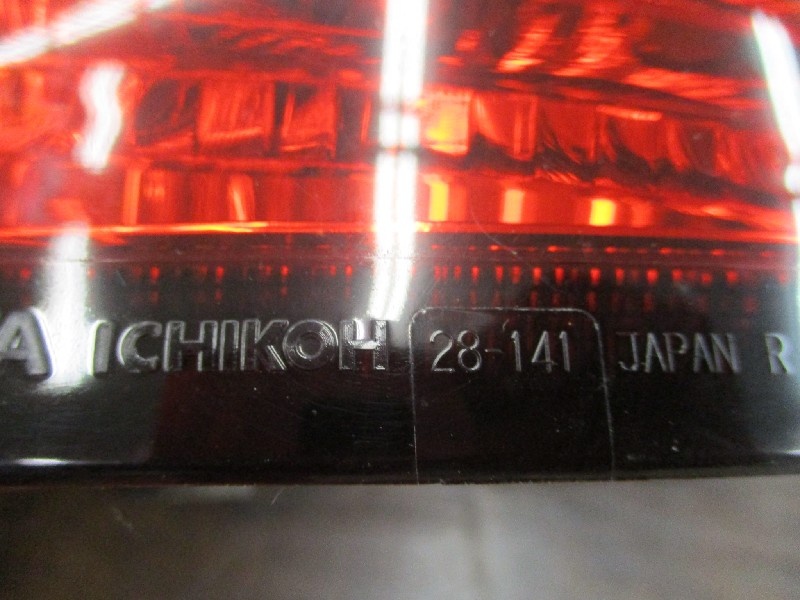 A ICHIKOH 28-141 JAPAN R